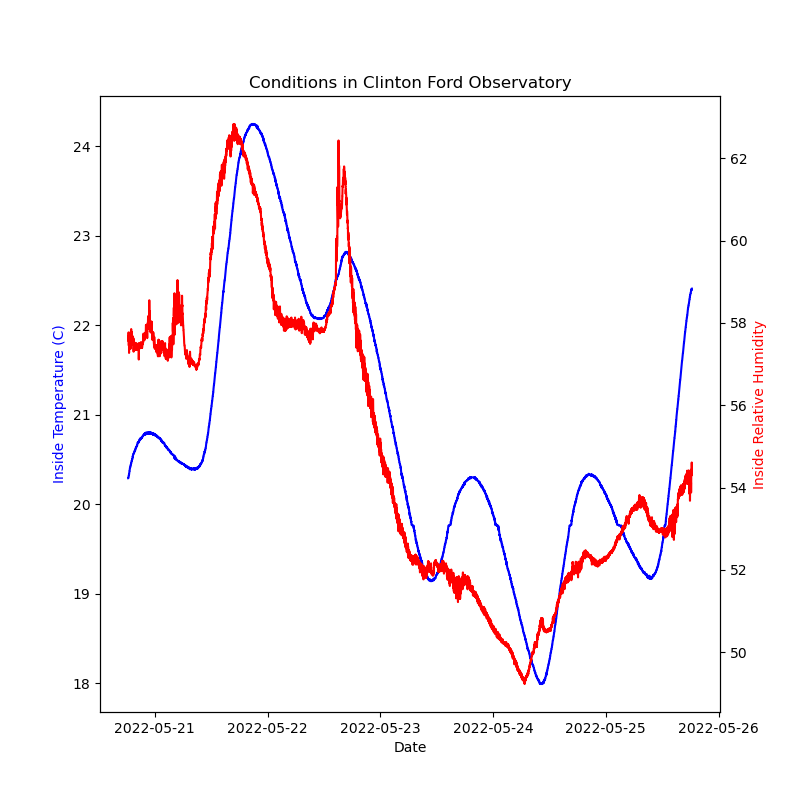 Conditions in Clinton Ford Observatory
24
23
22
21
20
19
18
Inside Temperature (C)
62
60
58
56
54
52
50
Inside Relative Humidity
2022-05-21 2022-05-22 2022-05-23 2022-05-24 2022-05-25 2022-05-26
Date